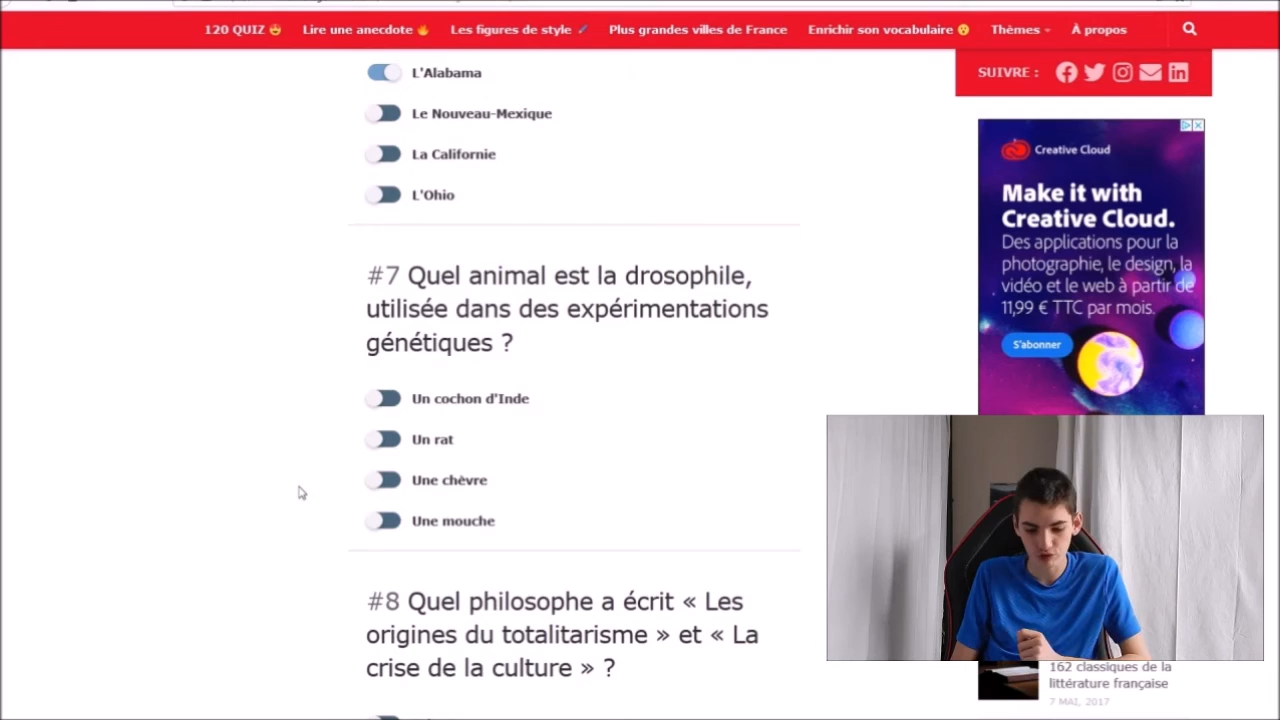 120 QUIZ
Lire une anecdote
Les figures de style
Plus grandes villes de France
Enrichir son vocabulaire
Thèmes
À propos
L'Alabama
Le Nouveau-Mexique
La Californie
L'Ohio
#7 Quel animal est la drosophile,
utilisée dans des expérimentations
génétiques ?
Un cochon d'Inde
Un rat
Une chèvre
Une mouche
#8 Quel philosophe a écrit « Les
origines du totalitarisme » et « La
crise de la culture » ?
SUIVRE :
Creative Cloud
Make it with
Creative Cloud.
Des applications pour la
photographie, le design, la
vidéo et le web à partir de
11,99 € TTC par mois.
S'abonner
162 classiques de la
littérature française
7 MAI, 2017